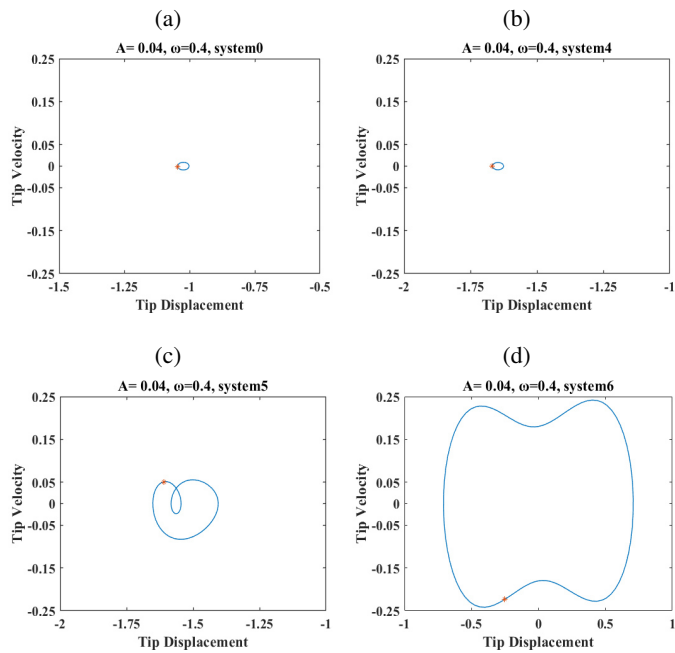 (a)
A= 0.04, ω=0.4, system0
0.25
0.15
0.05
0
-0.05
-0.15
-0.25
Tip Velocity
-1.5 -1.25 -1 -0.75 -0.5
Tip Displacement
(b)
A= 0.04, ω=0.4, system4
0.25
0.15
0.05
0
-0.05
-0.15
-0.25
Tip Velocity
-2 -1.75 -1.5 -1.25 -1
Tip Displacement
(c)
A= 0.04, ω=0.4, system5
0.25
0.15
0.05
0
-0.05
-0.15
-0.25
Tip Velocity
-2 -1.75 -1.5 -1.25 -1
Tip Displacement
(d)
A= 0.04, ω=0.4, system6
0.25
0.15
0.05
0
-0.05
-0.15
-0.25
Tip Velocity
-1 -0.5 0 0.5 1
Tip Displacement